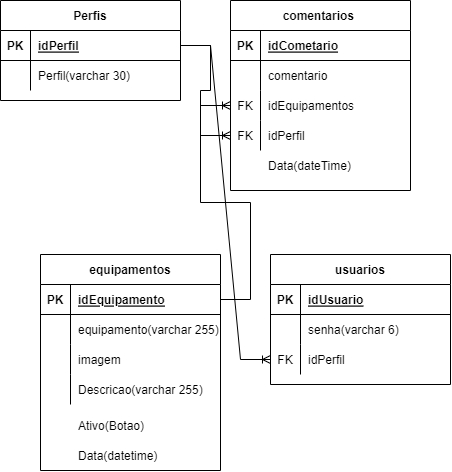 Perfis
PK idPerfil
Perfil(varchar 30)
comentarios
PK idCometario
comentario
FK idEquipamentos
FK idPerfil
Data(dateTime)
equipamentos
PK idEquipamento
equipamento(varchar 255)
imagem
Descricao(varchar 255)
Ativo(Botao)
Data(datetime)
usuarios
PK idUsuario
senha(varchar 6)
FK idPerfil